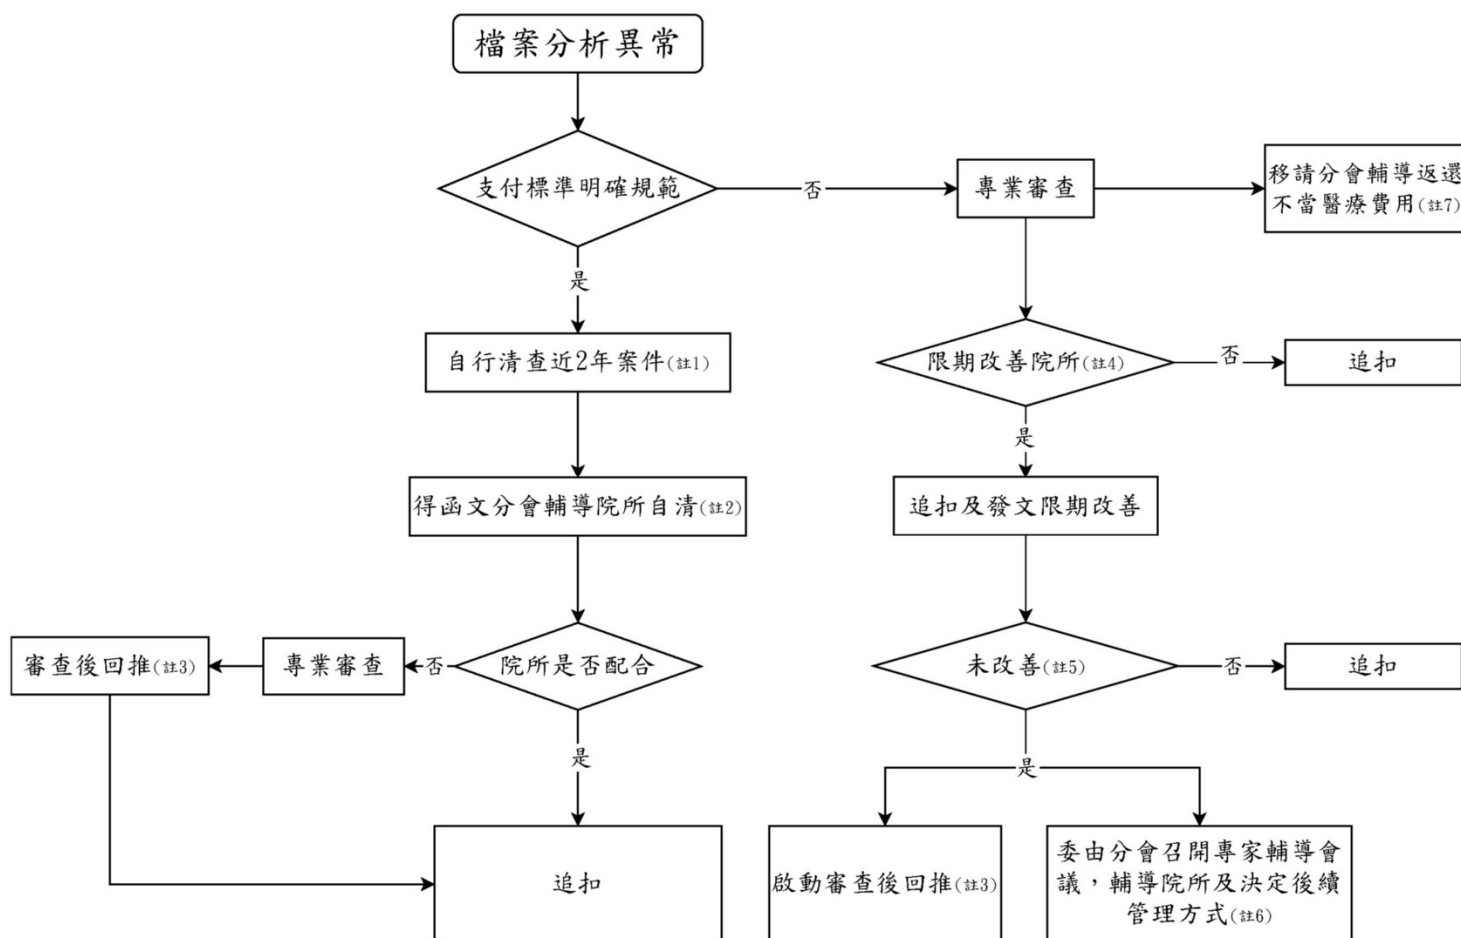 檔案分析異常
支付標準明確規範
否
專業審查
移請分會輔導返還
不當醫療費用(註7)
是
自行清查近2年案件(註1)
限期改善院所(註4)
否
追扣
是
得函文分會輔導院所自清(註2)
追扣及發文限期改善
審查後回推(註3)
專業審查
否
院所是否配合
未改善(註5)
否
追扣
是
是
追扣
啟動審查後回推(註3)
委由分會召開專家輔導會
議，輔導院所及決定後續
管理方式(註6)